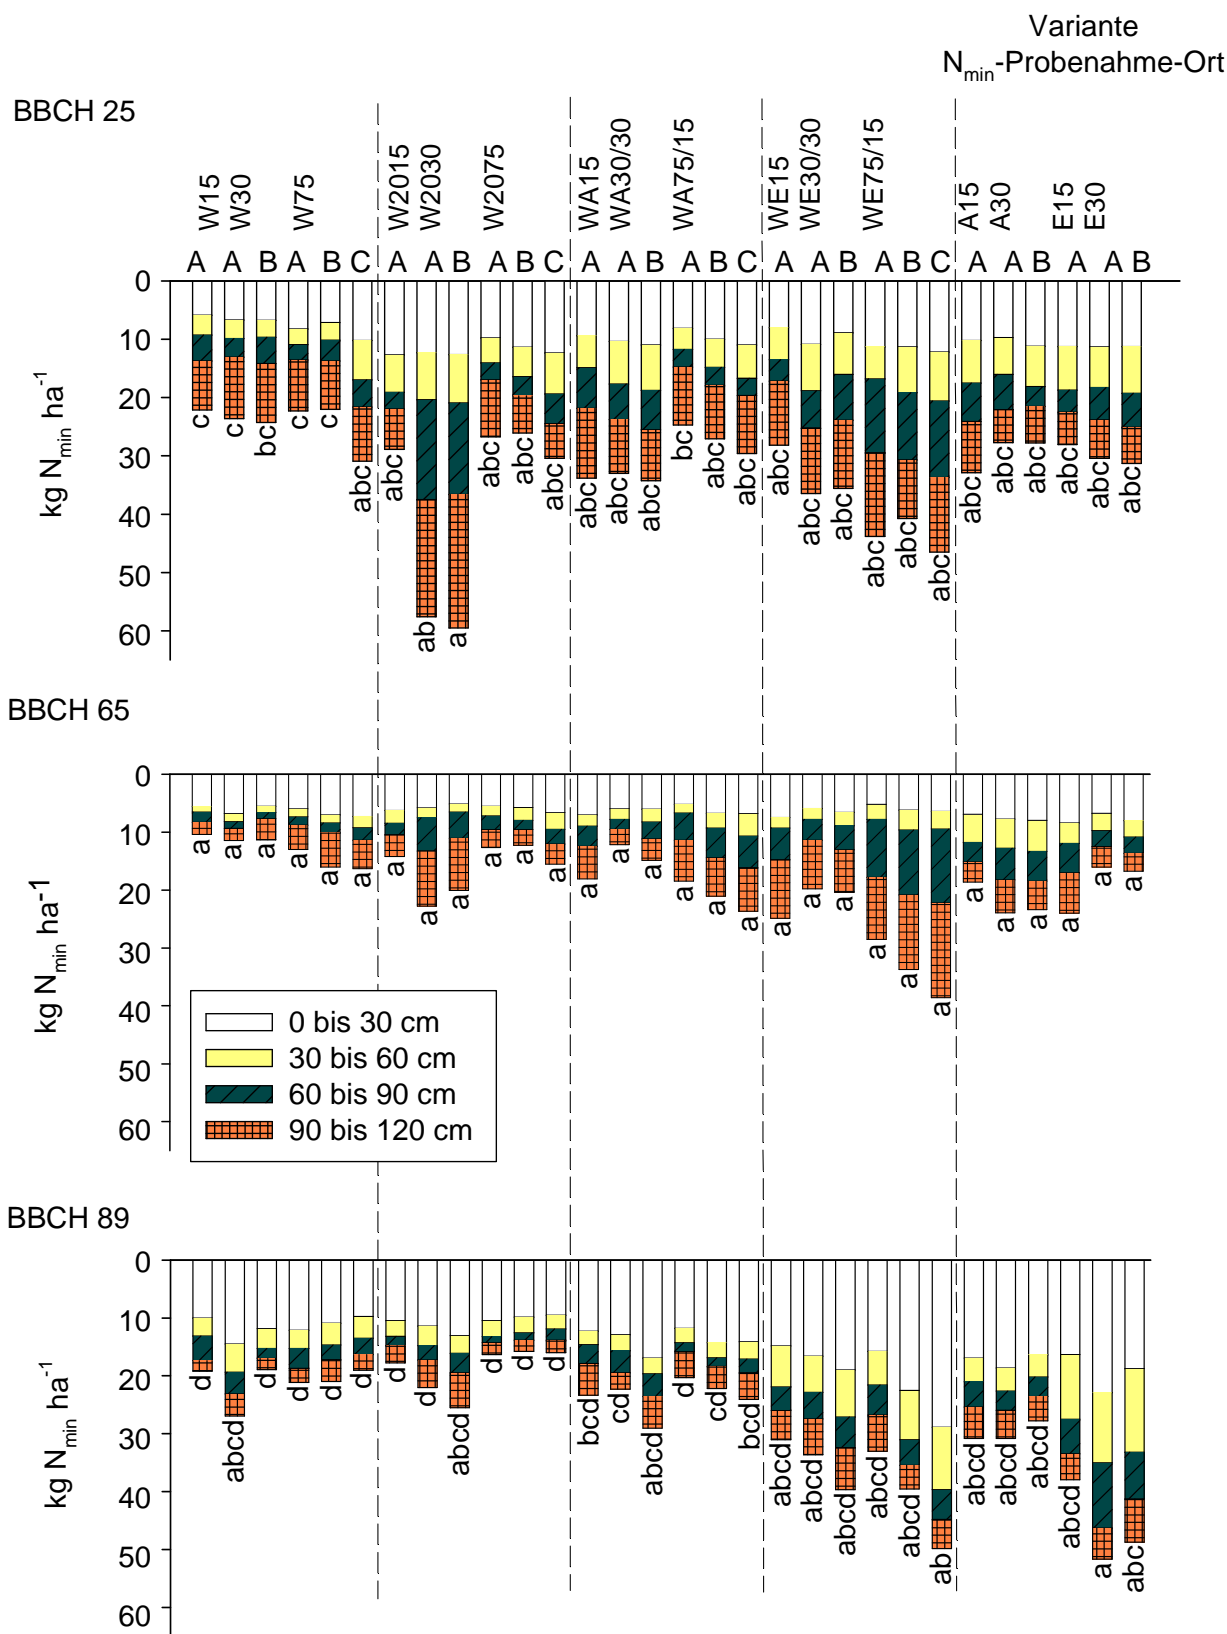 Variante
N_min-Probenahme-Ort
BBCH 25
W15 W30 W75 W2015 W2030 W2075 WA15 WA30/30 WA75/15 WE15 WE30/30 WE75/15 A15 A30 E15 E30
A A B A B C A A B A B C A A B A B C A A B A B C A A B A A B
0
10
20
30
40
50
60
kg N_min ha^-1
c c bc c c abc abc ab a abc abc abc abc abc abc bc abc abc abc abc abc abc abc abc abc abc abc abc abc abc
BBCH 65
0
10
20
30
40
50
60
kg N_min ha^-1
a a a a a a a a a a a a a a a a a a a a a a a a a a a a a a
0 bis 30 cm
30 bis 60 cm
60 bis 90 cm
90 bis 120 cm
BBCH 89
0
10
20
30
40
50
60
kg N_min ha^-1
d abcd d d d d d d abcd d d d bcd cd abcd d cd bcd abcd abcd abcd abcd abcd ab abcd abcd abcd abcd a abc